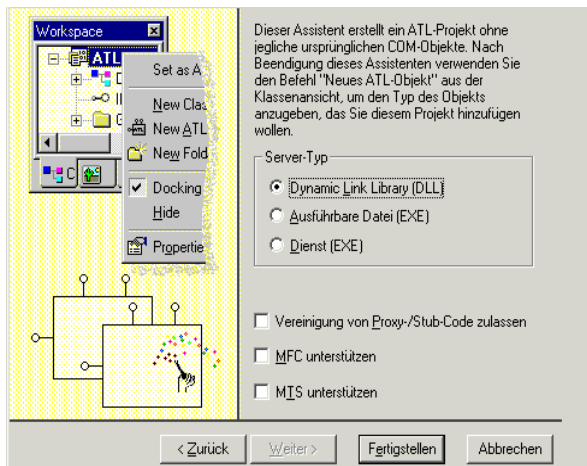 Workspace
ATL
Set as A
New Clas
New ATL
New Fold
Docking
Hide
Propertie
Dieser Assistent erstellt ein ATL-Projekt ohne
jegliche ursprünglichen COM-Objekte. Nach
Beendigung dieses Assistenten verwenden Sie
den Befehl "Neues ATL-Objekt" aus der
Klassenansicht, um den Typ des Objekts
anzugeben, das Sie diesem Projekt hinzufügen
wollen.
Server-Typ
Dynamic Link Library (DLL)
Ausführbare Datei (EXE)
Dienst (EXE)
Vereinigung von Proxy-/Stub-Code zulassen
MFC unterstützen
MTS unterstützen
< Zurück
Weiter >
Fertigstellen
Abbrechen